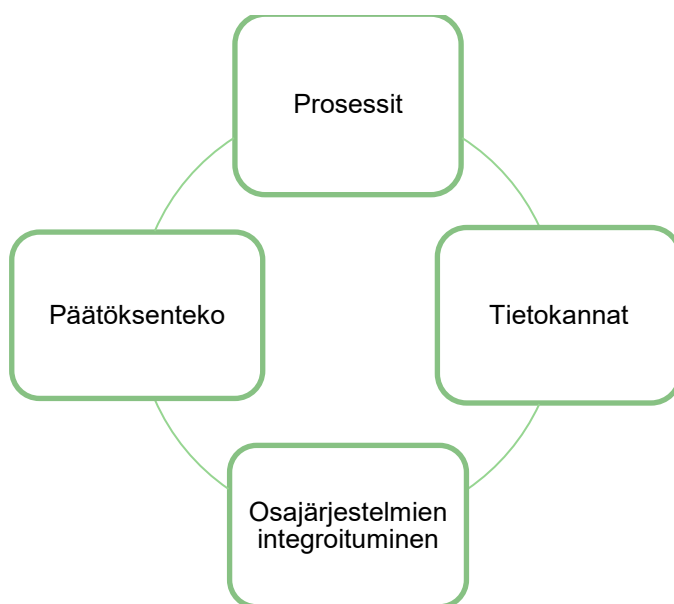 Prosessit
Päätöksenteko
Tietokannat
Osajärjestelmien
integroituminen